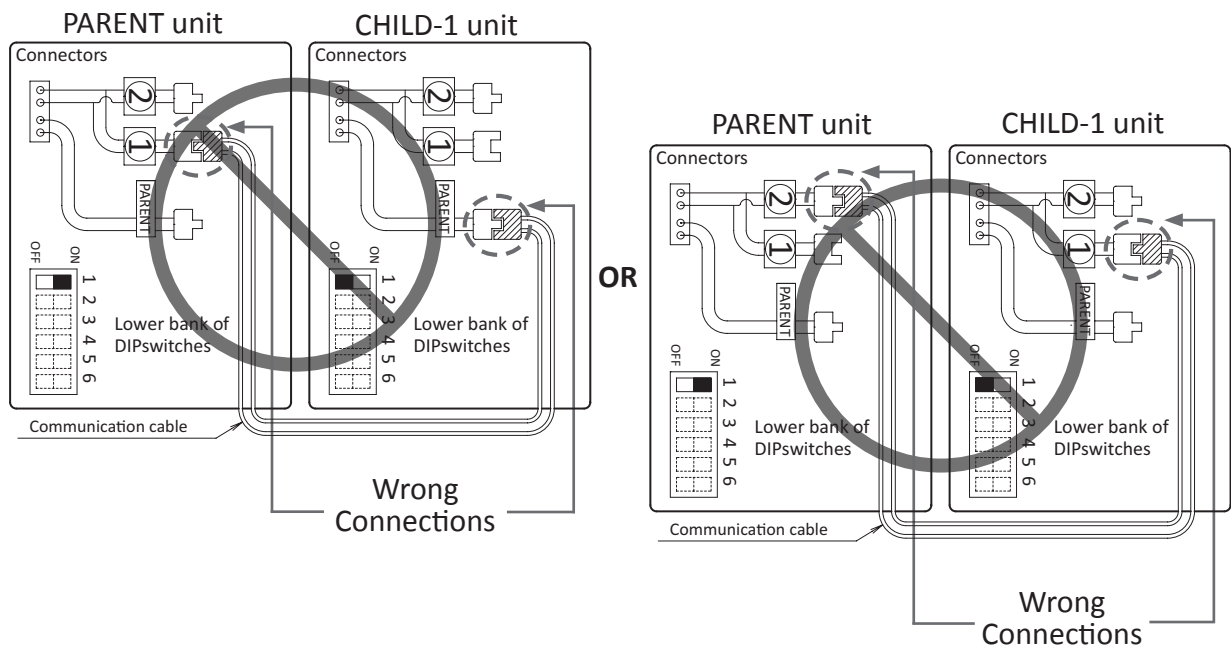 PARENT unit
CHILD-1 unit
Connectors
Connectors
2
2
1
1
PARENT
PARENT
OFF
ON
OFF
ON
1
2
3
4
5
6
1
2
3
4
5
6
Lower bank of
DIPswitches
Lower bank of
DIPswitches
Communication cable
Wrong
Connections
OR
PARENT unit
CHILD-1 unit
Connectors
Connectors
2
2
1
1
PARENT
PARENT
OFF
ON
OFF
ON
1
2
3
4
5
6
1
2
3
4
5
6
Lower bank of
DIPswitches
Lower bank of
DIPswitches
Communication cable
Wrong
Connections